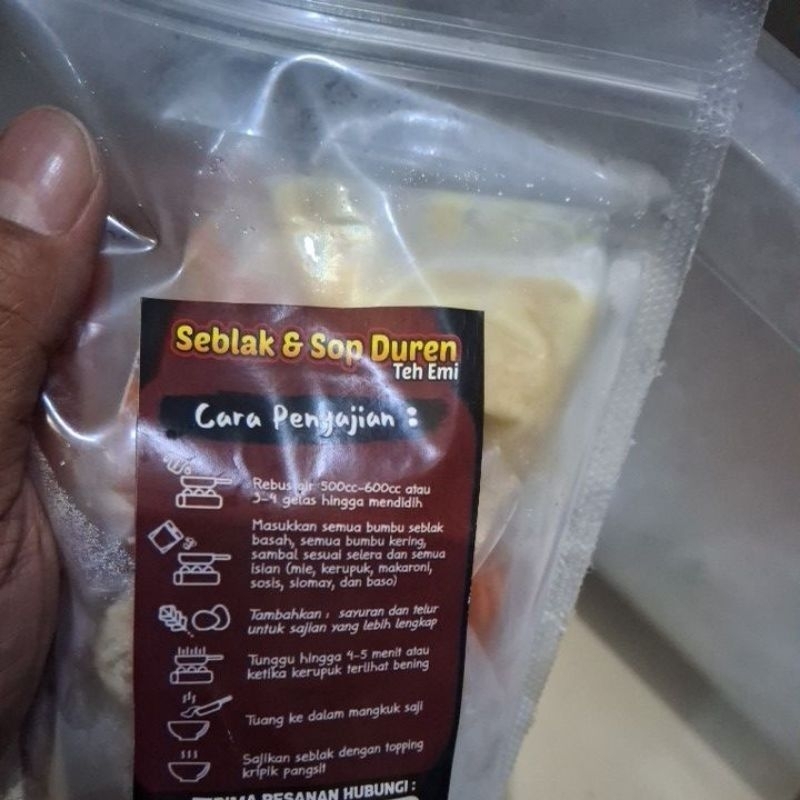 Seblak & Sop Duren
Teh Emi
Cara Penyajian :
Rebus air 500cc-600cc atau
3-4 gelas hingga mendidih
Masukkan semua bumbu seblak
basah, semua bumbu kering,
sambal sesuai selera dan semua
isian (mie, kerupuk, makaroni,
sosis, siomay, dan baso)
Tambahkan : sayuran dan telur
untuk sajian yang lebih lengkap
Tunggu hingga 4-5 menit atau
ketika kerupuk terlihat bening
Tuang ke dalam mangkuk saji
Sajikan seblak dengan topping
kripik pangsit
TERIMA PESANAN HUBUNGI :